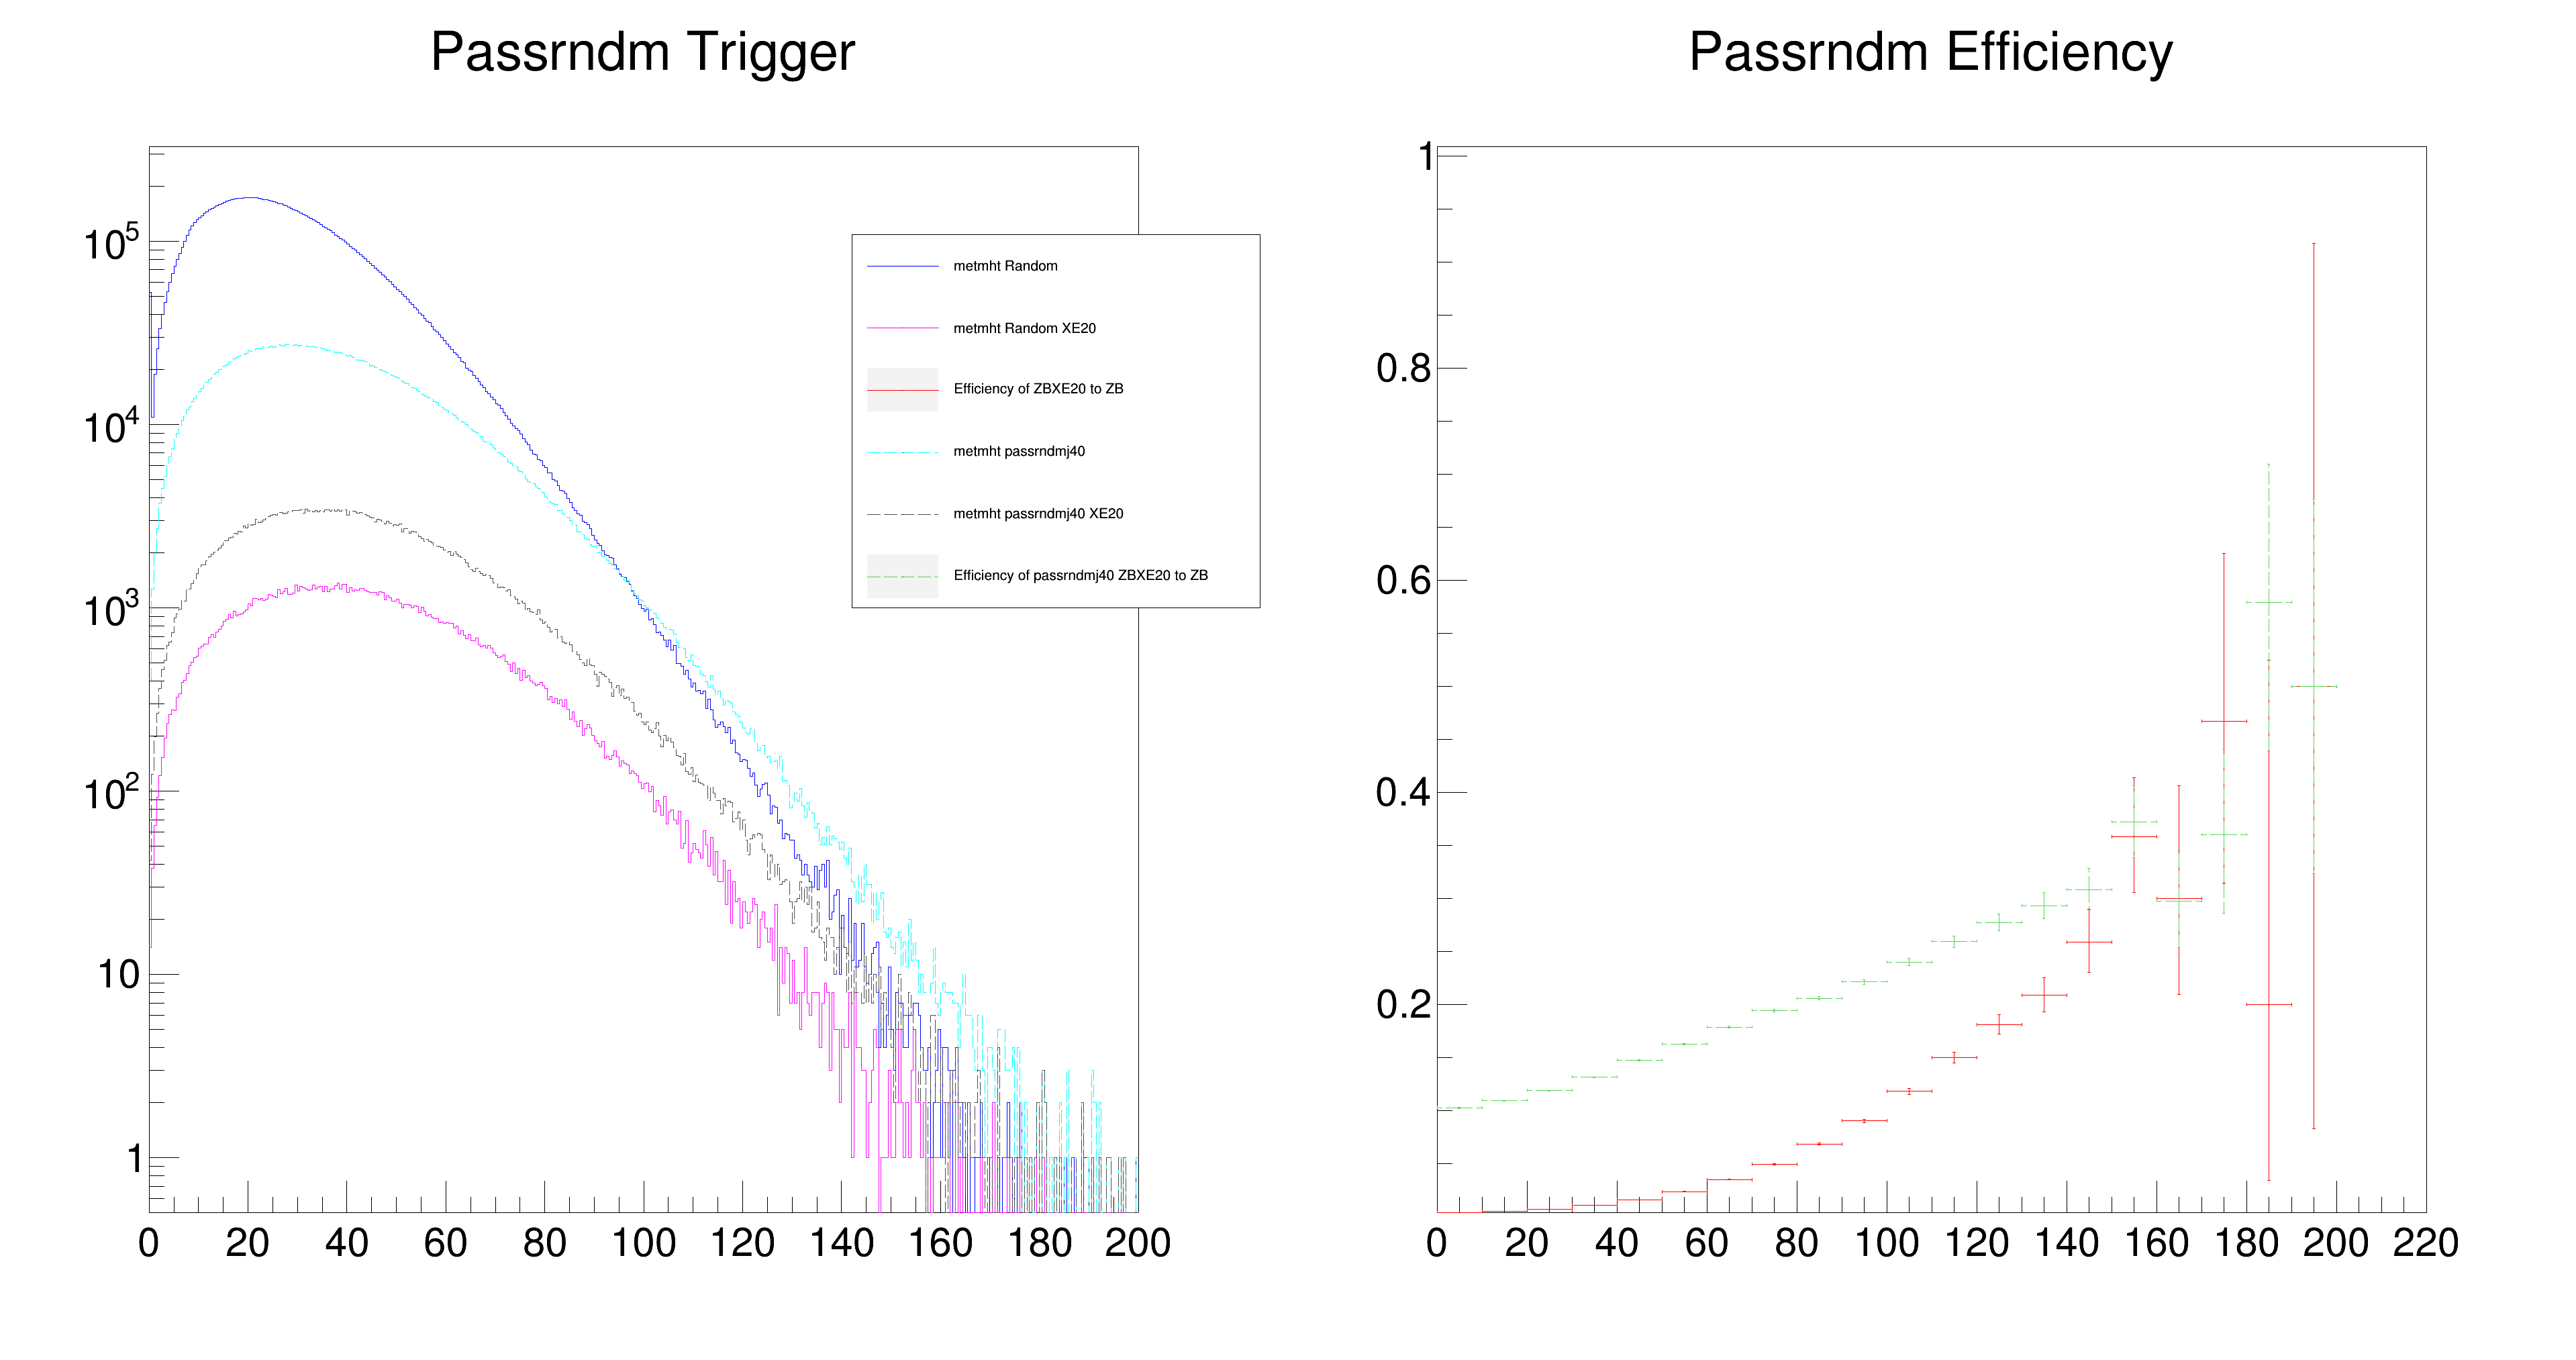 Passrndm Trigger
10^5
10^4
10^3
10^2
10
1
0 20 40 60 80 100 120 140 160 180 200
metmht Random
metmht Random XE20
Efficiency of ZBXE20 to ZB
metmht passrndmj40
metmht passrndmj40 XE20
Efficiency of passrndmj40 ZBXE20 to ZB
Passrndm Efficiency
1
0.8
0.6
0.4
0.2
0 20 40 60 80 100 120 140 160 180 200 220